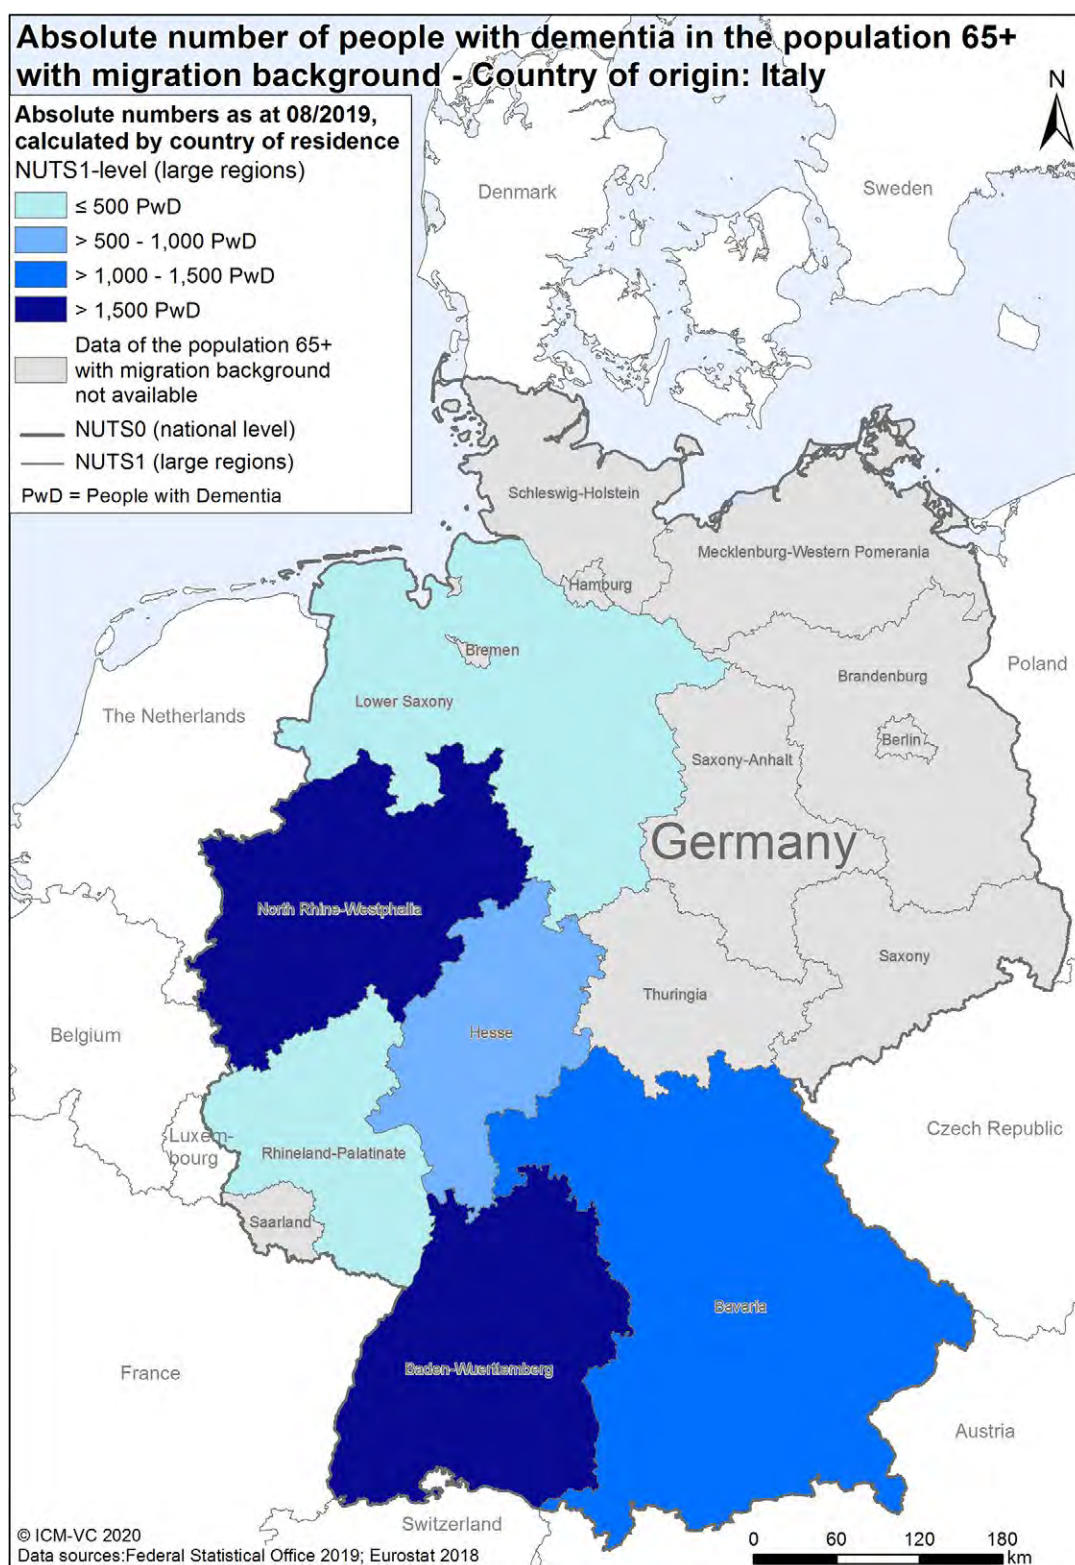 Absolute number of people with dementia in the population 65+
with migration background - Country of origin: Italy
Absolute numbers as at 08/2019,
calculated by country of residence
NUTS1-level (large regions)
≤ 500 PwD
> 500 - 1,000 PwD
> 1,000 - 1,500 PwD
> 1,500 PwD
Data of the population 65+
with migration background
not available
NUTS0 (national level)
NUTS1 (large regions)
PwD = People with Dementia
N
Denmark
Sweden
Schleswig-Holstein
Mecklenburg-Western Pomerania
Hamburg
Bremen
Poland
Brandenburg
Lower Saxony
The Netherlands
Berlin
Saxony-Anhalt
Germany
North Rhine-Westphalia
Saxony
Thuringia
Belgium
Hesse
Czech Republic
Luxem-
bourg
Rhineland-Palatinate
Saarland
Bavaria
Baden-Wuerttemberg
France
Austria
Switzerland
© ICM-VC 2020
Data sources:Federal Statistical Office 2019; Eurostat 2018
0 60 120 180
km